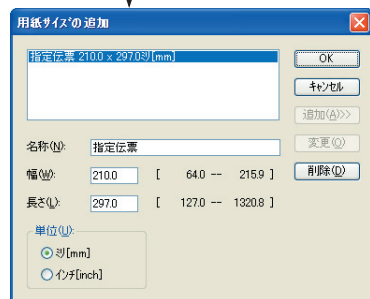 用紙サイズの追加
指定伝票 210.0 x 297.0ミリ[mm]
OK
キャンセル
追加(A)>>>
変更(O)
削除(D)
名称(N): 指定伝票
幅(W): 210.0 [ 64.0 -- 215.9 ]
長さ(L): 297.0 [ 127.0 -- 1320.8 ]
単位(U):
ミリ[mm]
インチ[inch]